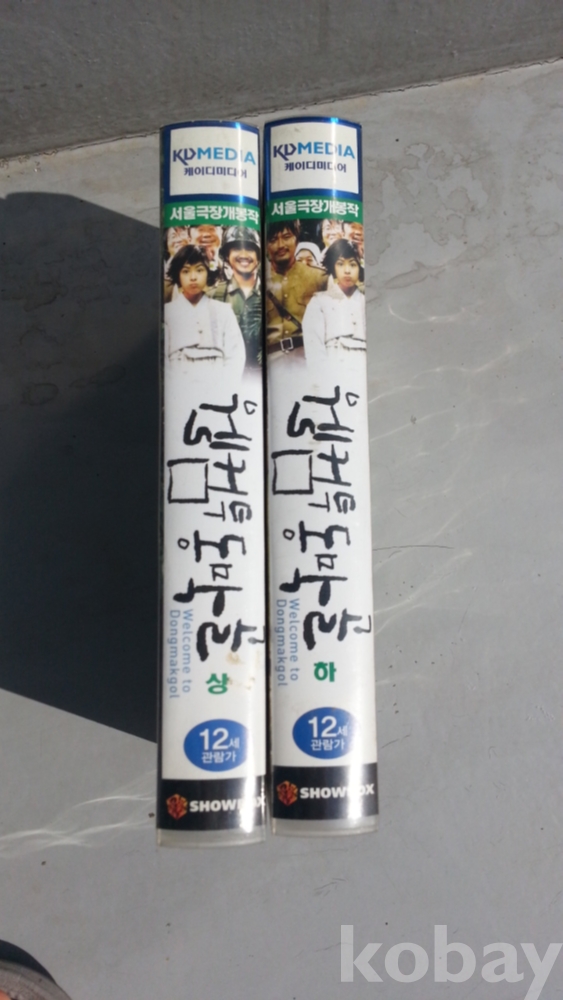 KD MEDIA
케이디미디어
서울극장개봉작
웰컴투 동막골
Welcome to
Dongmakgol
상
12세
관람가
SHOWBOX
KD MEDIA
케이디미디어
서울극장개봉작
웰컴투 동막골
Welcome to
Dongmakgol
하
12세
관람가
SHOWBOX
kobay